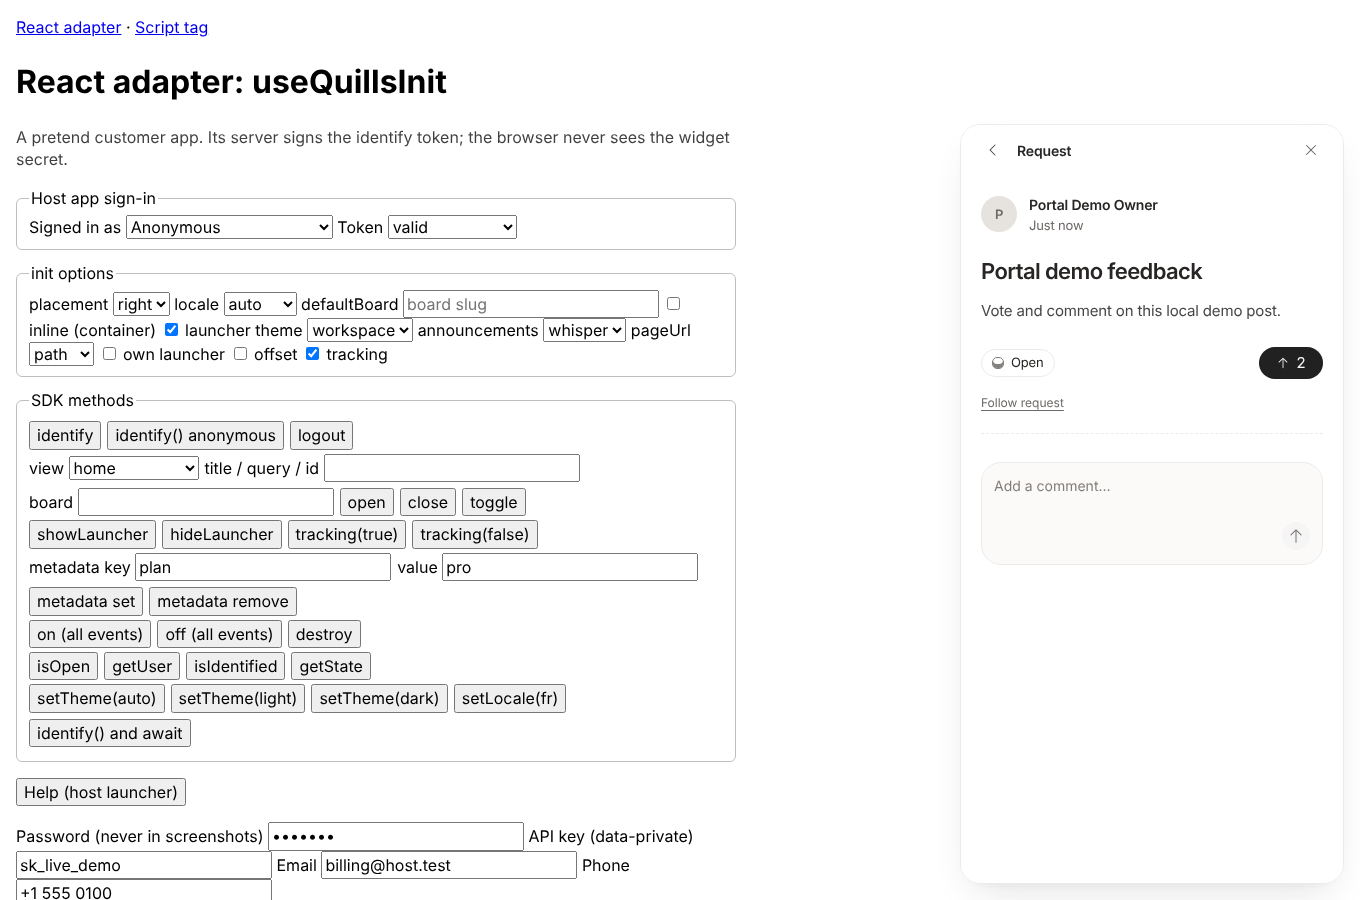 React adapter · Script tag
React adapter: useQuillsInit
A pretend customer app. Its server signs the identify token; the browser never sees the widget
secret.
Host app sign-in
Signed in as Anonymous Token valid
init options
placement right locale auto defaultBoard board slug
inline (container) launcher theme workspace announcements whisper pageUrl
path own launcher offset tracking
SDK methods
identify identify() anonymous logout
view home title / query / id
board open close toggle
showLauncher hideLauncher tracking(true) tracking(false)
metadata key plan value pro
metadata set metadata remove
on (all events) off (all events) destroy
isOpen getUser isIdentified getState
setTheme(auto) setTheme(light) setTheme(dark) setLocale(fr)
identify() and await
Help (host launcher)
Password (never in screenshots) ••••••• API key (data-private)
sk_live_demo Email billing@host.test Phone
+1 555 0100
Request
P
Portal Demo Owner
Just now
Portal demo feedback
Vote and comment on this local demo post.
Open ↑ 2
Follow request
Add a comment...